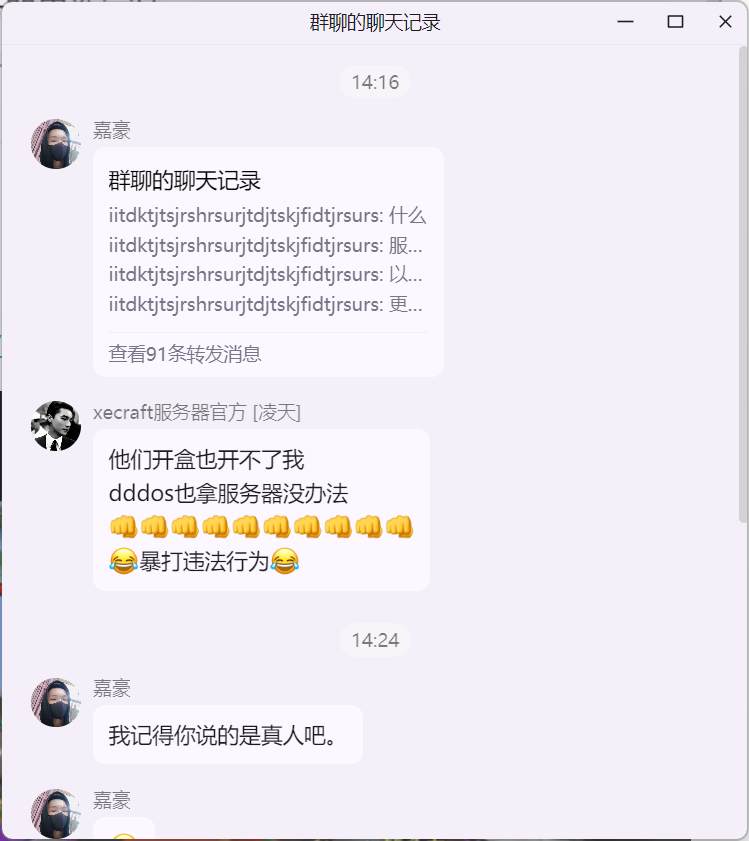 群聊的聊天记录
14:16
嘉豪
群聊的聊天记录
iitdktjtsjrshrsurjtdjtskjfidtjrsurs: 什么
iitdktjtsjrshrsurjtdjtskjfidtjrsurs: 服...
iitdktjtsjrshrsurjtdjtskjfidtjrsurs: 以...
iitdktjtsjrshrsurjtdjtskjfidtjrsurs: 更...
查看91条转发消息
xecraft服务器官方 [凌天]
他们开盒也开不了我
dddos也拿服务器没办法
👊👊👊👊👊👊👊👊👊👊
😂暴打违法行为😂
14:24
嘉豪
我记得你说的是真人吧。
嘉豪